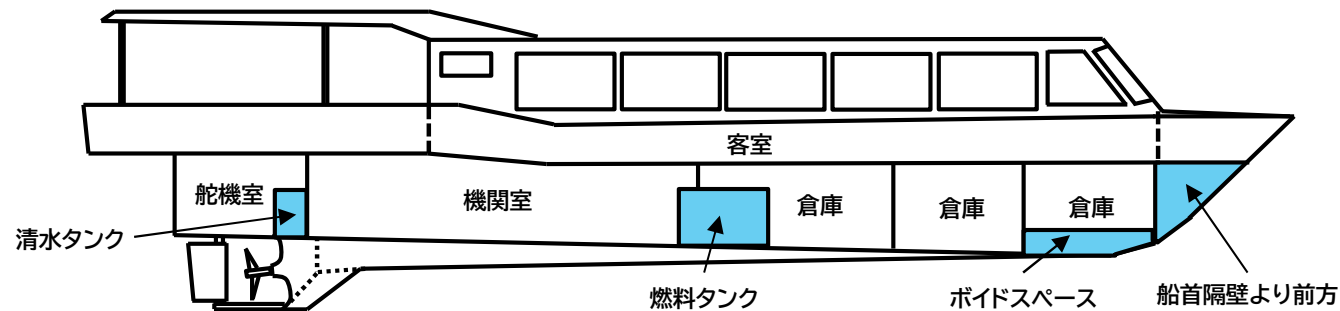 客室
舵機室
機関室
倉庫
倉庫
倉庫
清水タンク
燃料タンク
ボイドスペース
船首隔壁より前方